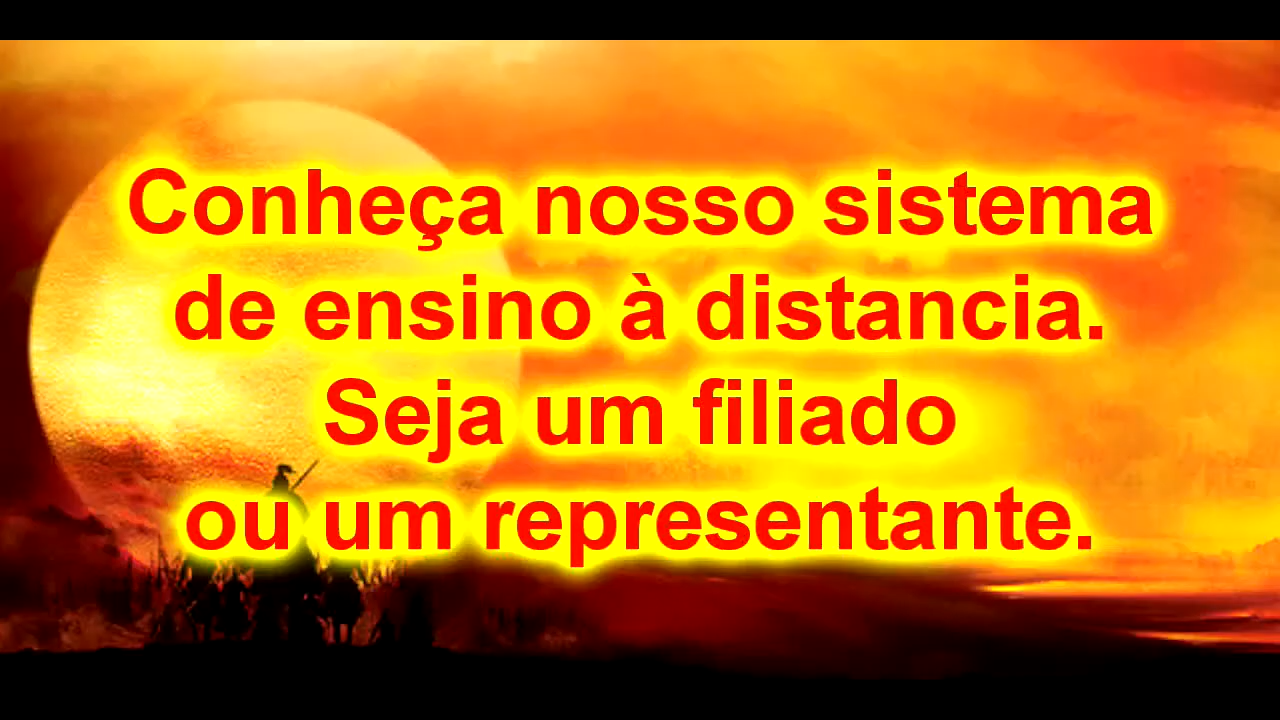 Conheça nosso sistema
de ensino à distancia.
Seja um filiado
ou um representante.